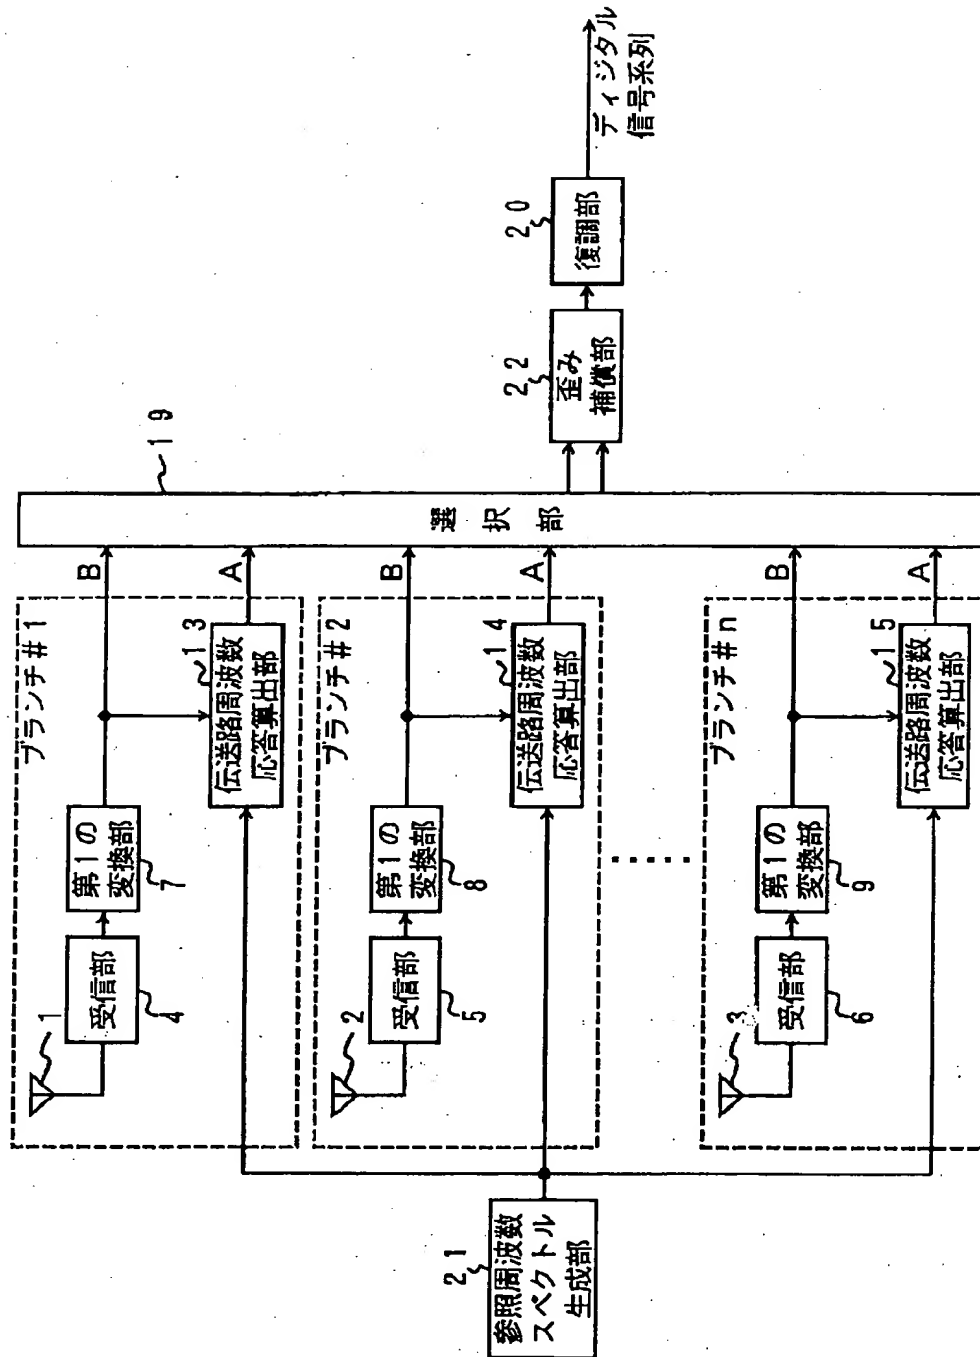 ブランチ#1
1
受信部
4
第1の
変換部
7
伝送路周波数
応答算出部
13
B
A
ブランチ#2
2
受信部
5
第1の
変換部
8
伝送路周波数
応答算出部
14
B
A
ブランチ#n
3
受信部
6
第1の
変換部
9
伝送路周波数
応答算出部
15
B
A
21
参照周波数
スペクトル
生成部
選択部
19
22
歪み
補償部
20
復調部
ディジタル
信号系列